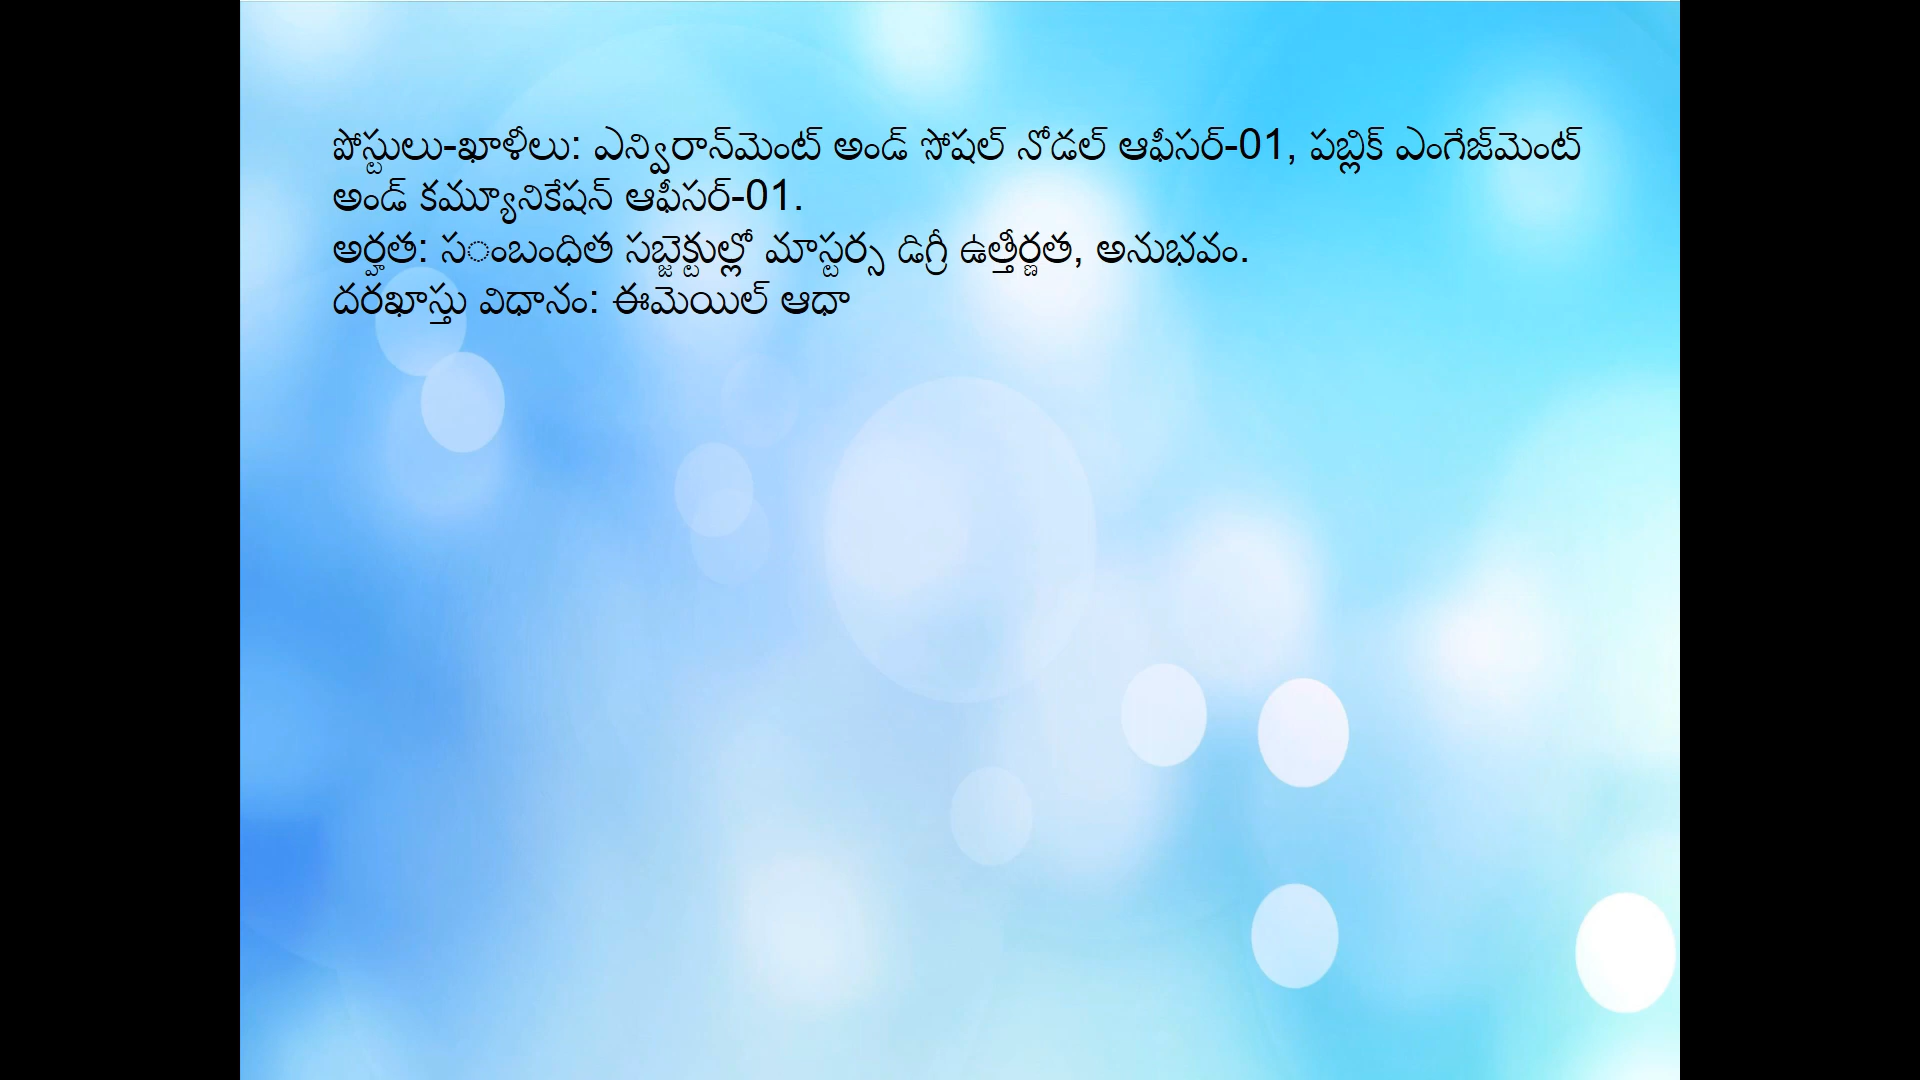 పోస్టులు-ఖాళీలు: ఎన్విరాన్‌మెంట్ అండ్ సోషల్ నోడల్ ఆఫీసర్-01, పబ్లిక్ ఎంగేజ్‌మెంట్
అండ్ కమ్యూనికేషన్ ఆఫీసర్-01.
అర్హత: స‌ంబంధిత సబ్జెక్టుల్లో మాస్టర్స డిగ్రీ ఉత్తీర్ణత, అనుభవం.
దరఖాస్తు విధానం: ఈమెయిల్ ఆధా